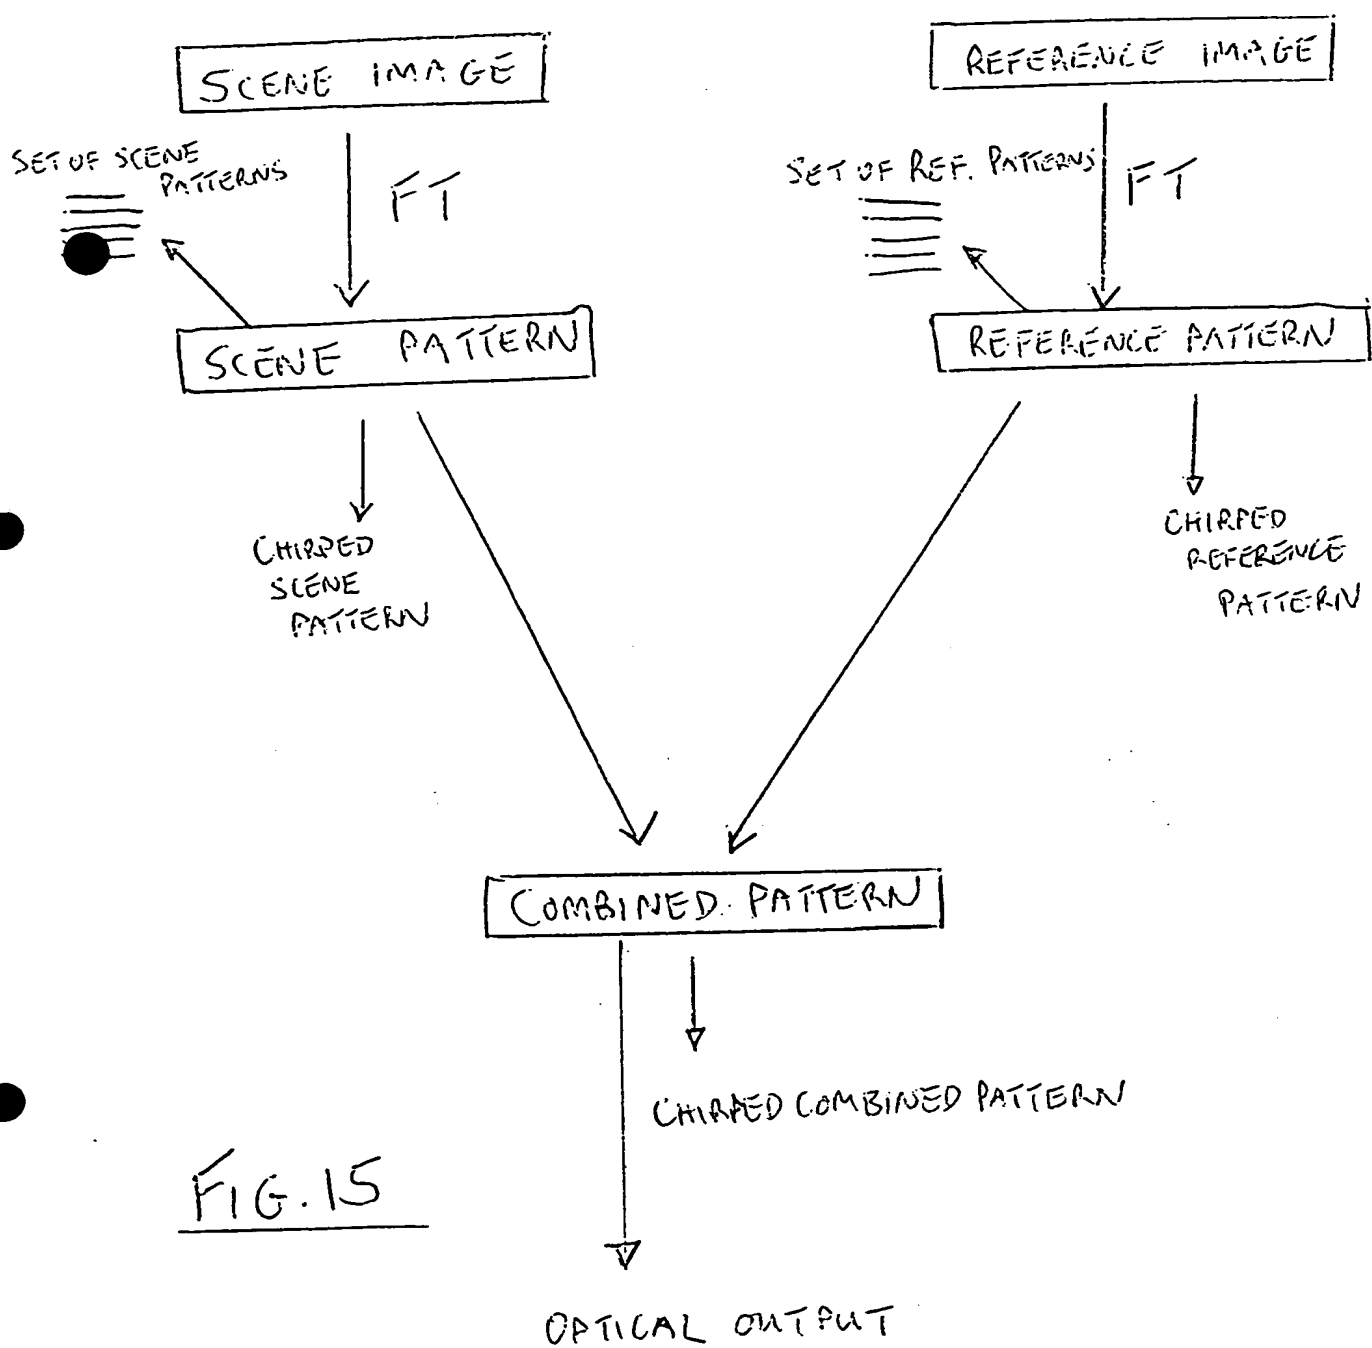 SCENE IMAGE
REFERENCE IMAGE
SET OF SCENE
PATTERNS
FT
SET OF REF. PATTERNS
FT
SCENE PATTERN
REFERENCE PATTERN
CHIRPED
SCENE
PATTERN
CHIRPED
REFERENCE
PATTERN
COMBINED PATTERN
CHIRPED COMBINED PATTERN
FIG. 15
OPTICAL OUTPUT